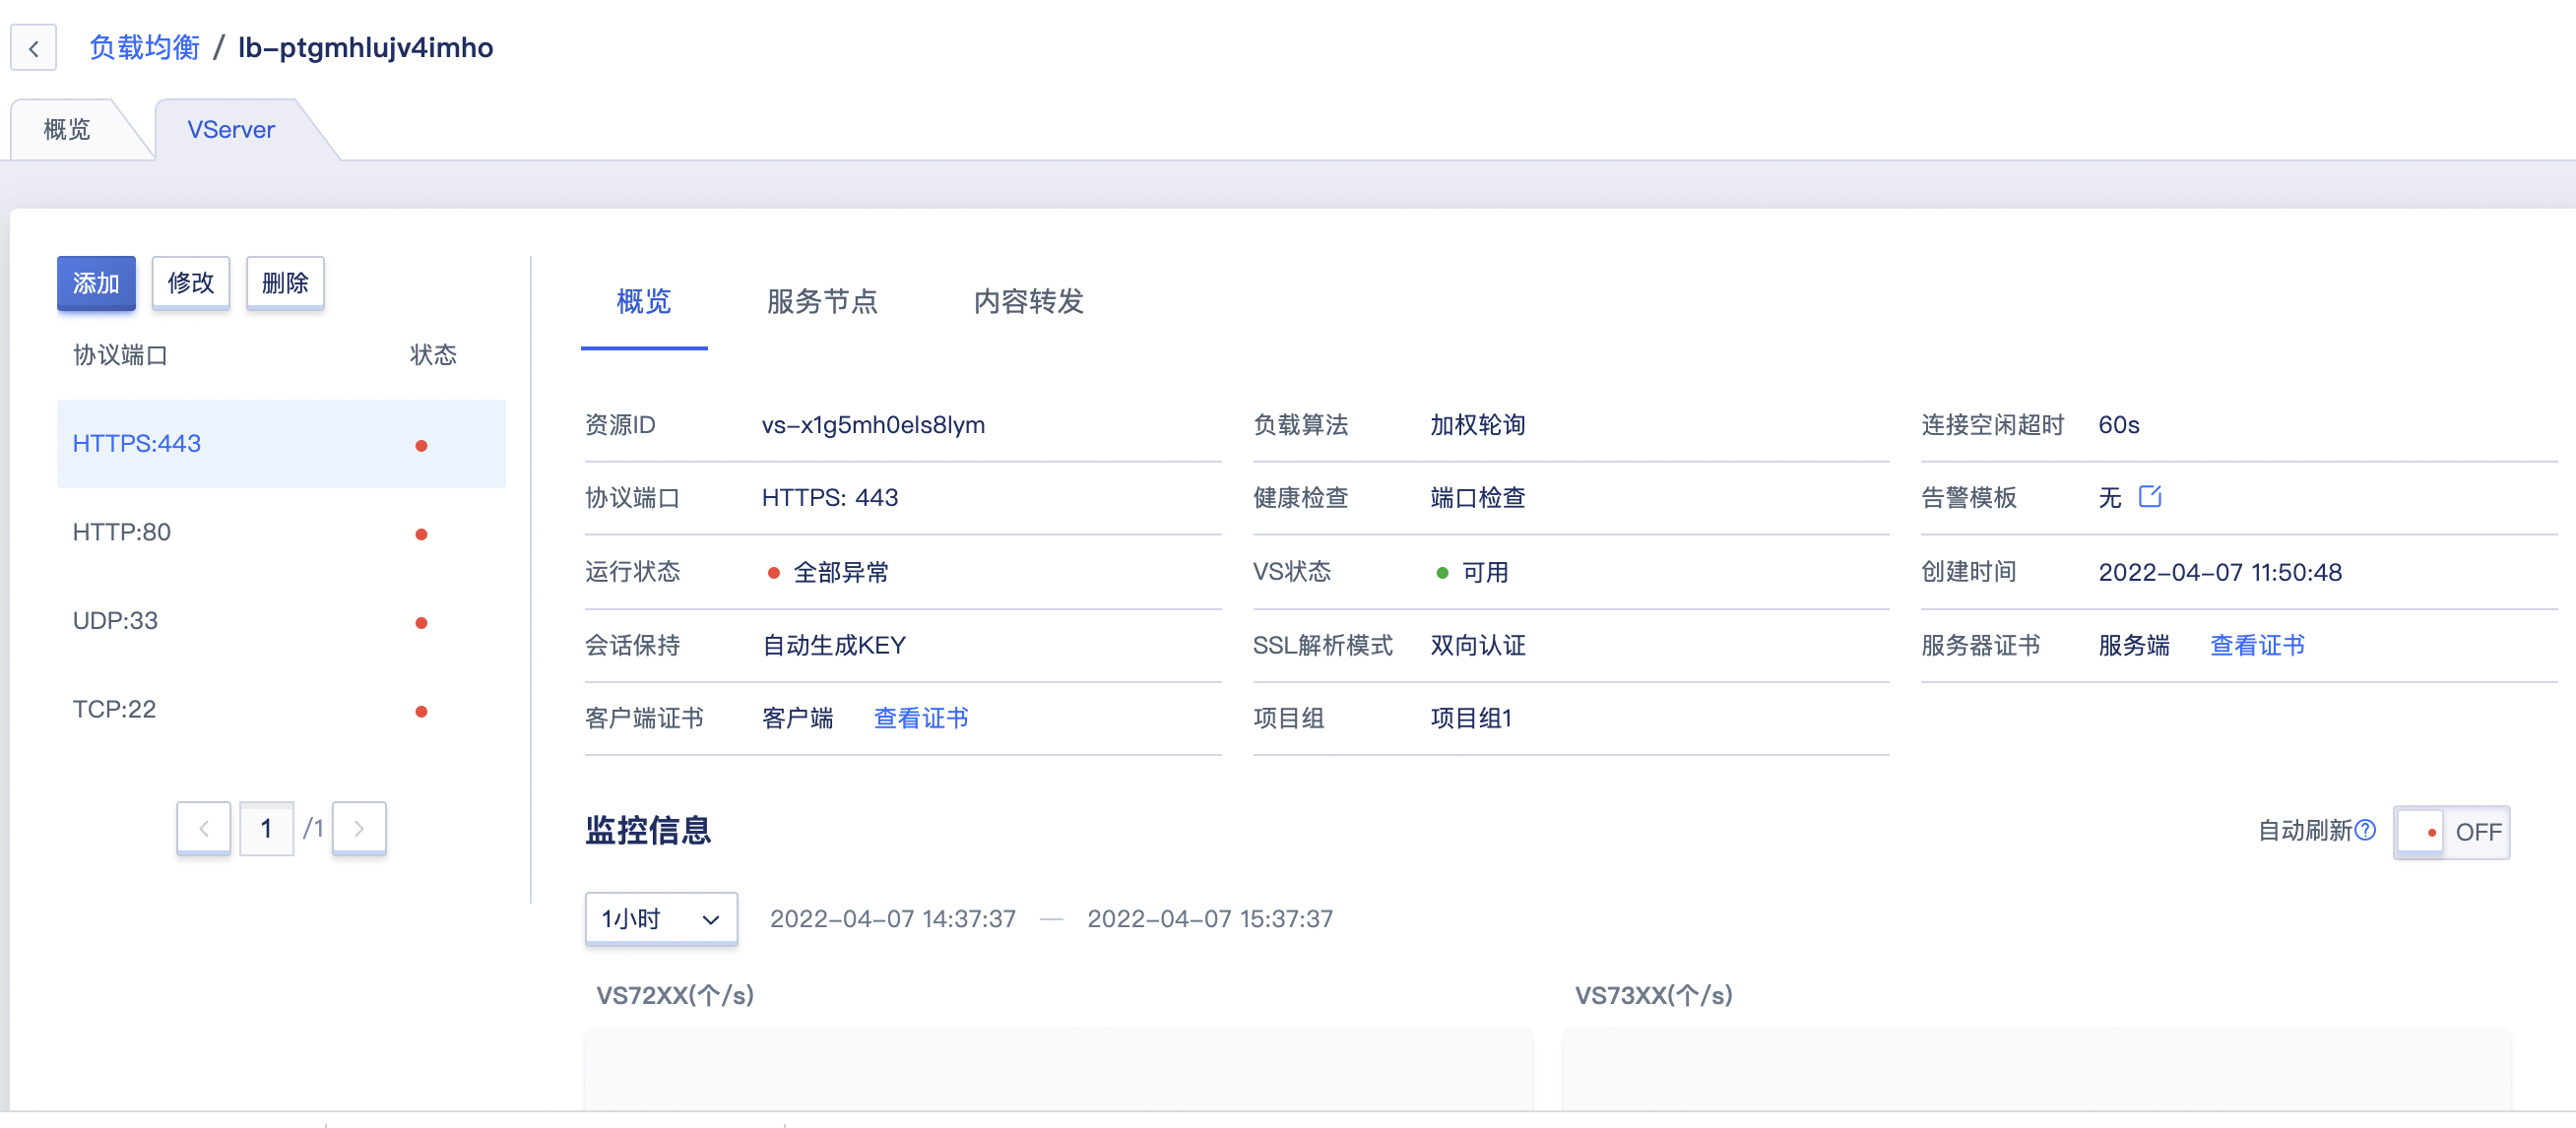 负载均衡 / lb-ptgmhlujv4imho
概览 VServer
添加 修改 删除
协议端口 状态
HTTPS:443
HTTP:80
UDP:33
TCP:22
1 /1
概览 服务节点 内容转发
资源ID vs-x1g5mh0els8lym 负载算法 加权轮询 连接空闲超时 60s
协议端口 HTTPS: 443 健康检查 端口检查 告警模板 无
运行状态 全部异常 VS状态 可用 创建时间 2022-04-07 11:50:48
会话保持 自动生成KEY SSL解析模式 双向认证 服务器证书 服务端 查看证书
客户端证书 客户端 查看证书 项目组 项目组1
监控信息 自动刷新? OFF
1小时 2022-04-07 14:37:37 — 2022-04-07 15:37:37
VS72XX(个/s) VS73XX(个/s)